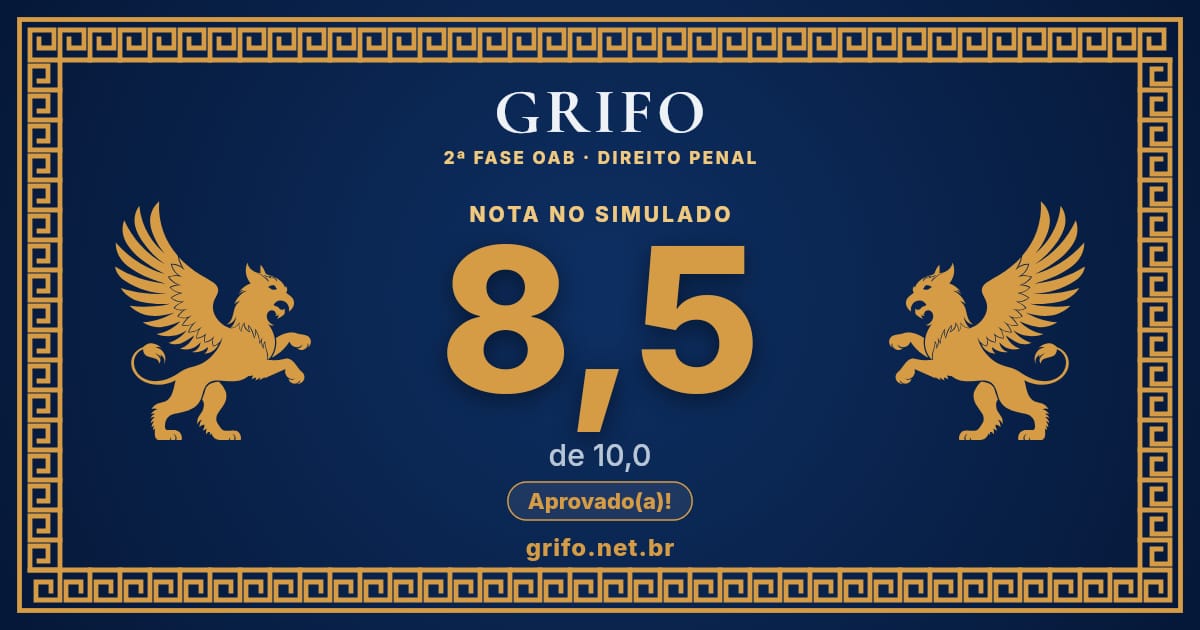 GRIFO
2ª FASE OAB · DIREITO PENAL
NOTA NO SIMULADO
8,5
de 10,0
Aprovado(a)!
grifo.net.br